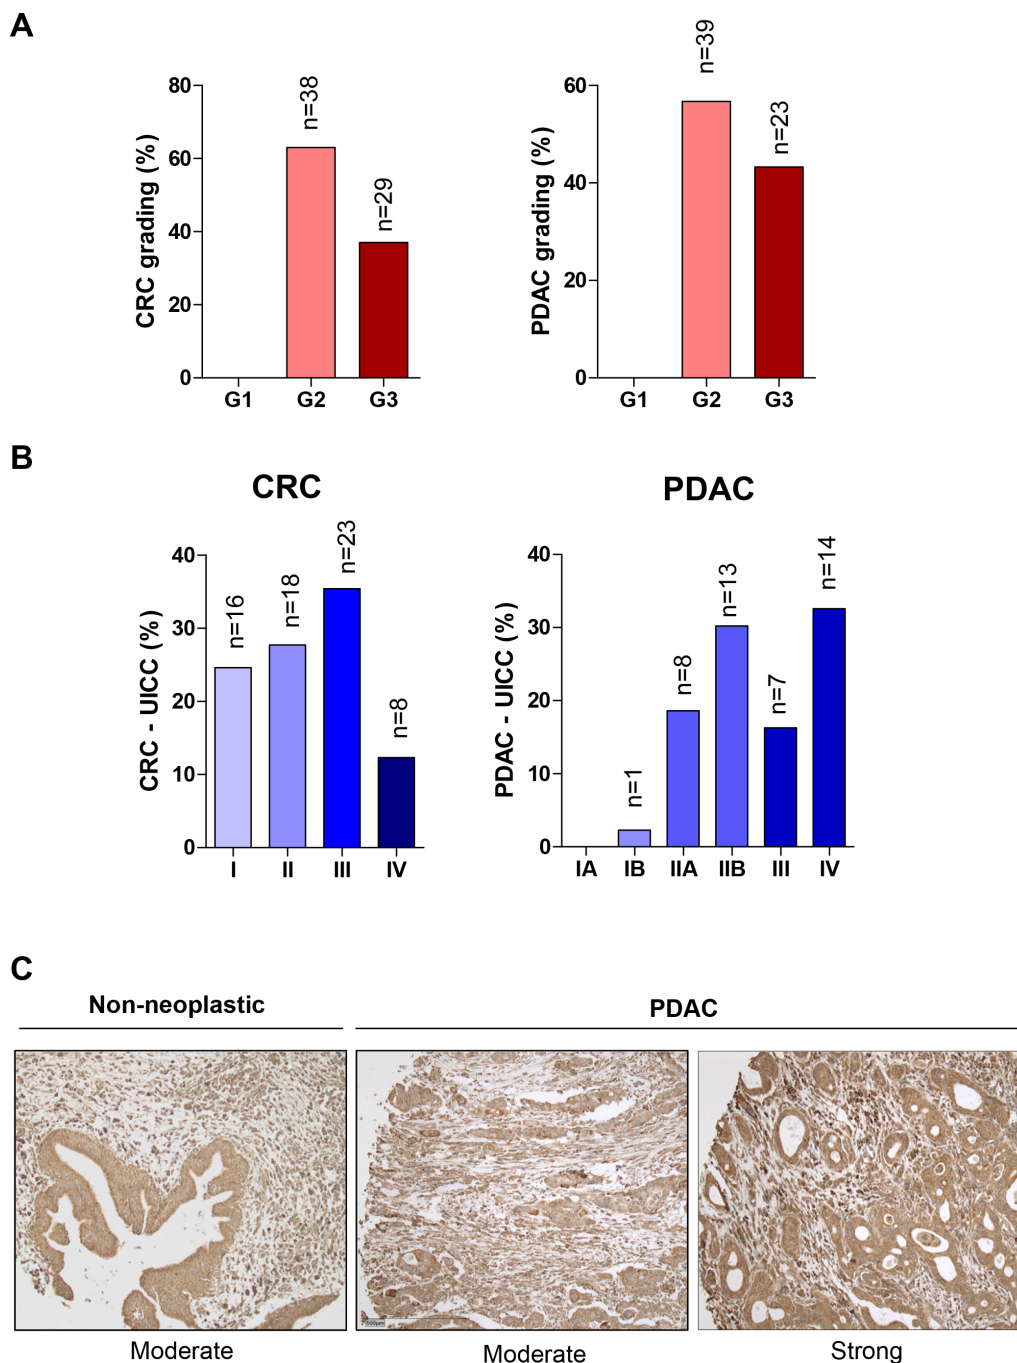 A
CRC grading (%)
80
60
40
20
0
n=38
n=29
G1 G2 G3
PDAC grading (%)
60
40
20
0
n=39
n=23
G1 G2 G3
B
CRC
CRC - UICC (%)
40
30
20
10
0
n=16
n=18
n=23
n=8
I II III IV
PDAC
PDAC - UICC (%)
40
30
20
10
0
n=1
n=8
n=13
n=7
n=14
IA IB IIA IIB III IV
C
Non-neoplastic
PDAC
500µm
Moderate
Moderate
Strong